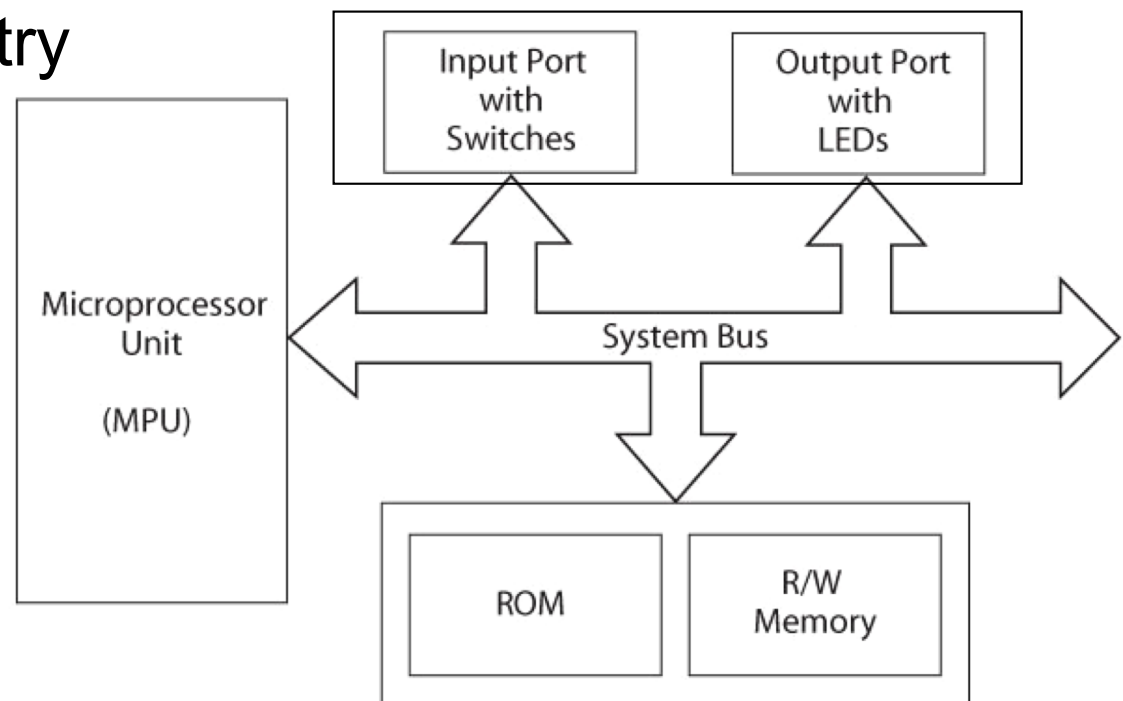 try
Input Port
with
Switches
Output Port
with
LEDs
Microprocessor
Unit
(MPU)
System Bus
ROM
R/W
Memory